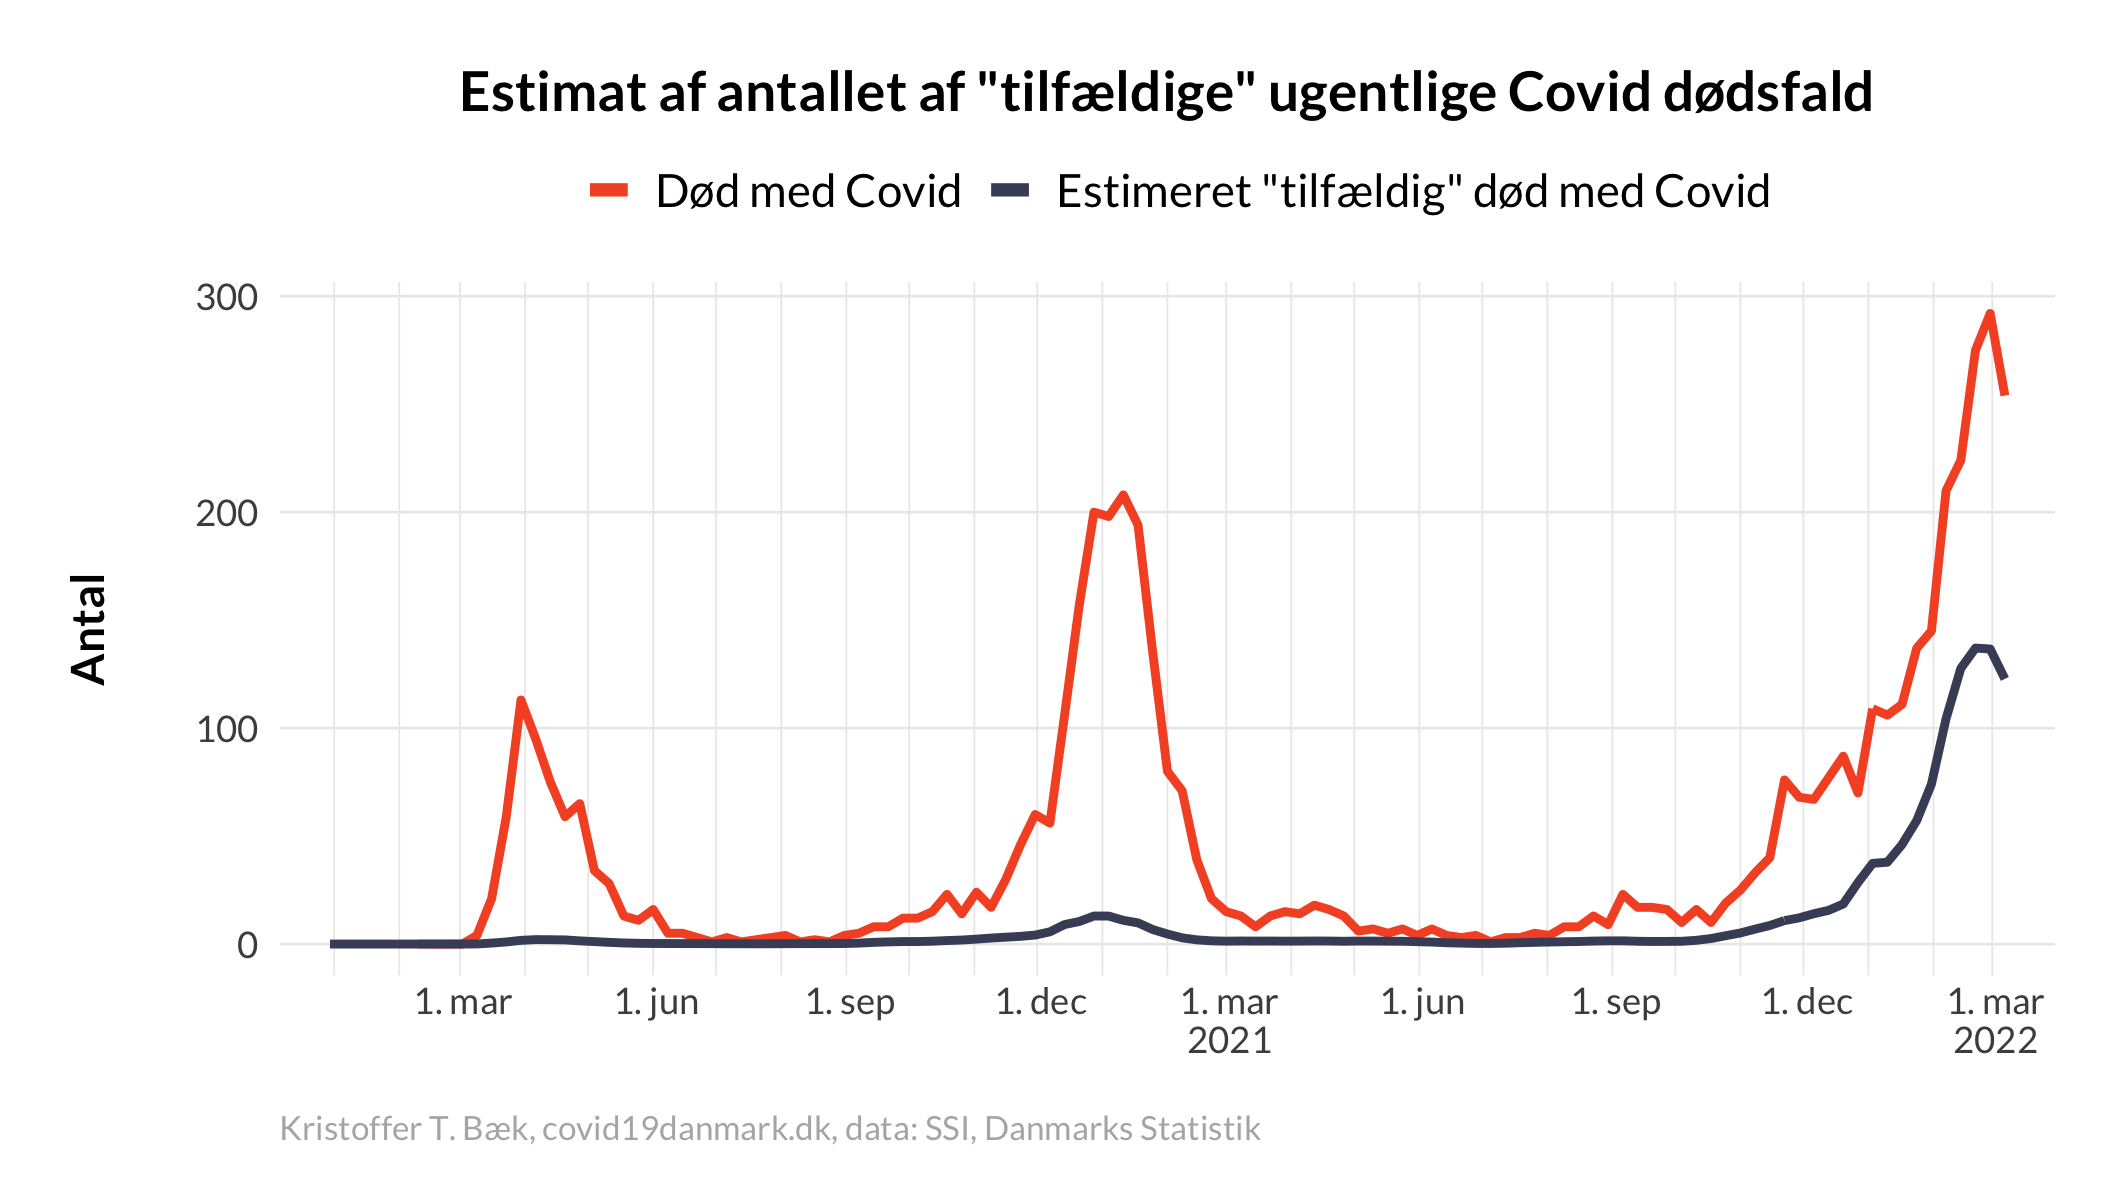 Estimat af antallet af "tilfældige" ugentlige Covid dødsfald
Død med Covid Estimeret "tilfældig" død med Covid
Antal
300
200
100
0
1. mar 1. jun 1. sep 1. dec 1. mar 1. jun 1. sep 1. dec 1. mar
2021 2022
Kristoffer T. Bæk, covid19danmark.dk, data: SSI, Danmarks Statistik